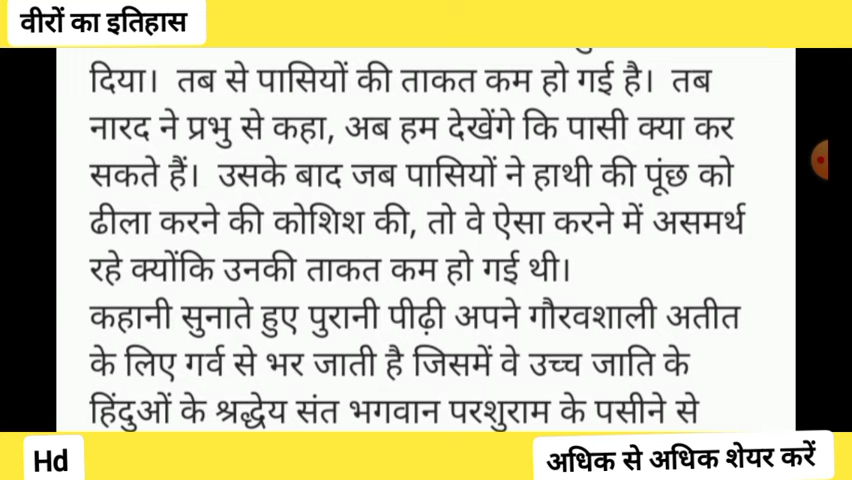 वीरों का इतिहास
दिया। तब से पासियों की ताकत कम हो गई है। तब
नारद ने प्रभु से कहा, अब हम देखेंगे कि पासी क्या कर
सकते हैं। उसके बाद जब पासियों ने हाथी की पूंछ को
ढीला करने की कोशिश की, तो वे ऐसा करने में असमर्थ
रहे क्योंकि उनकी ताकत कम हो गई थी।
कहानी सुनाते हुए पुरानी पीढ़ी अपने गौरवशाली अतीत
के लिए गर्व से भर जाती है जिसमें वे उच्च जाति के
हिंदुओं के श्रद्धेय संत भगवान परशुराम के पसीने से
Hd
अधिक से अधिक शेयर करें